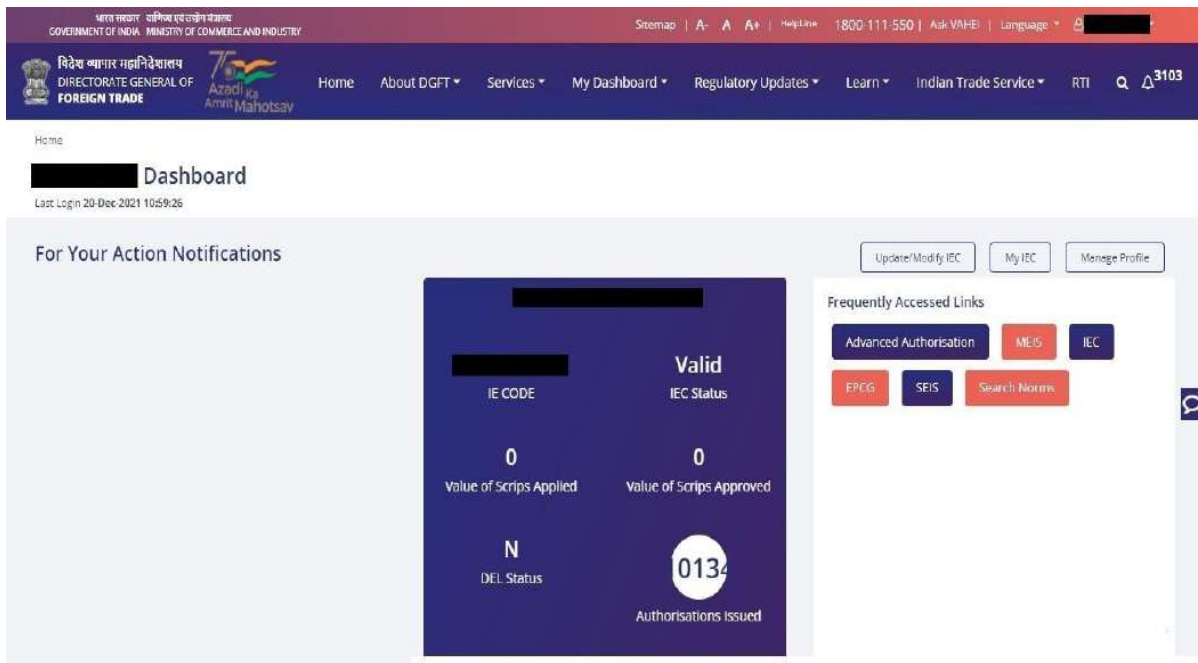 भारत सरकार वाणिज्य एवं उद्योग मंत्रालय
GOVERNMENT OF INDIA MINISTRY OF COMMERCE AND INDUSTRY
Sitemap | A- A A+ | HelpLine 1800-111-550 | Ask VAHEI | Language
विदेश व्यापार महानिदेशालय
DIRECTORATE GENERAL OF
FOREIGN TRADE
75
Azadi Ka
Amrit Mahotsav
Home About DGFT Services My Dashboard Regulatory Updates Learn Indian Trade Service RTI 3103
Home
Dashboard
Last Login 20-Dec-2021 10:59:26
For Your Action Notifications
Update/Modify IEC My IEC Manage Profile
IE CODE
Valid
IEC Status
0
Value of Scrips Applied
0
Value of Scrips Approved
N
DEL Status
0134
Authorisations Issued
Frequently Accessed Links
Advanced Authorisation MEIS IEC
EPCG SEIS Search Norms